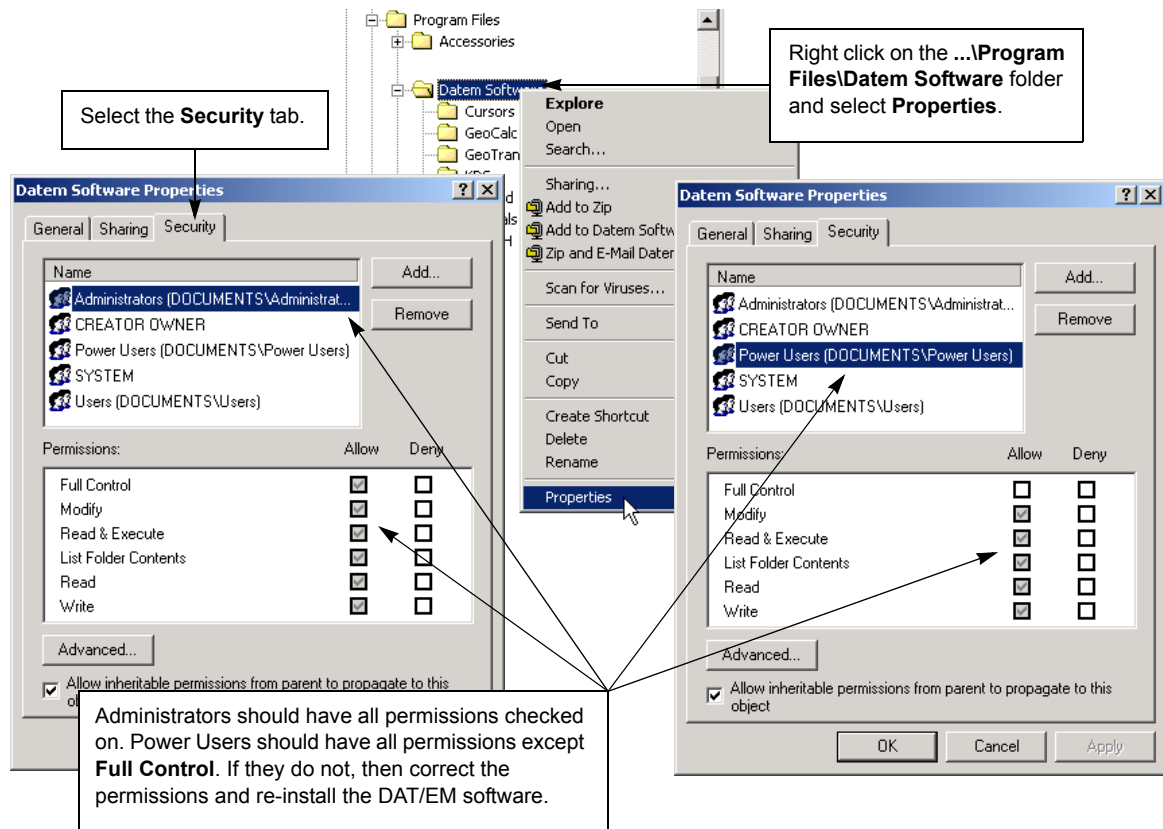 Program Files
Accessories
Datem Software
Cursors
GeoCalc
GeoTran
Right click on the ...\Program
Files\Datem Software folder
and select Properties.
Select the Security tab.
Explore
Open
Search...
Sharing...
Add to Zip
Add to Datem Softw
Zip and E-Mail Datem
Scan for Viruses...
Send To
Cut
Copy
Create Shortcut
Delete
Rename
Properties
Datem Software Properties
General Sharing Security
Name
Administrators (DOCUMENTS\Administrat...
CREATOR OWNER
Power Users (DOCUMENTS\Power Users)
SYSTEM
Users (DOCUMENTS\Users)
Add...
Remove
Permissions: Allow Deny
Full Control
Modify
Read & Execute
List Folder Contents
Read
Write
Advanced...
Allow inheritable permissions from parent to propagate to this
Datem Software Properties
General Sharing Security
Name
Administrators (DOCUMENTS\Administrat...
CREATOR OWNER
Power Users (DOCUMENTS\Power Users)
SYSTEM
Users (DOCUMENTS\Users)
Add...
Remove
Permissions: Allow Deny
Full Control
Modify
Read & Execute
List Folder Contents
Read
Write
Advanced...
Allow inheritable permissions from parent to propagate to this
object
OK Cancel Apply
Administrators should have all permissions checked
on. Power Users should have all permissions except
Full Control. If they do not, then correct the
permissions and re-install the DAT/EM software.